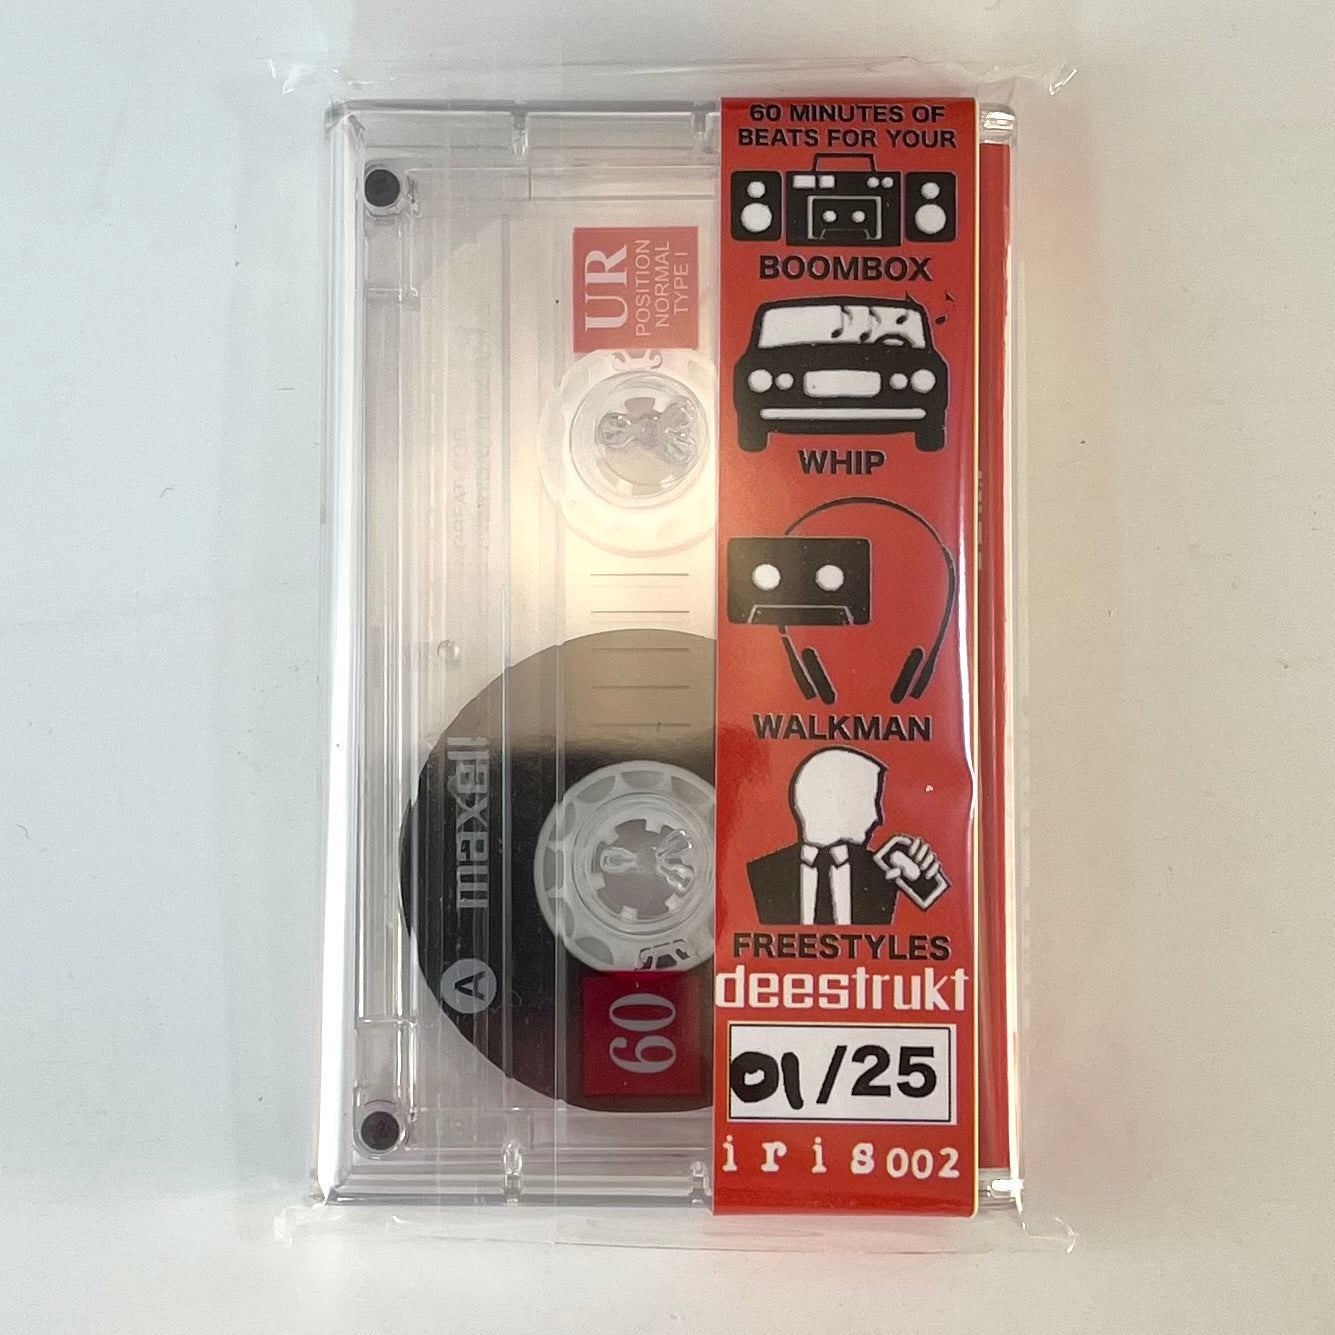 60 MINUTES OF
BEATS FOR YOUR
BOOMBOX
WHIP
WALKMAN
FREESTYLES
deestrukt
01/25
iris002
UR
POSITION
NORMAL
TYPE I
maxell
A
60